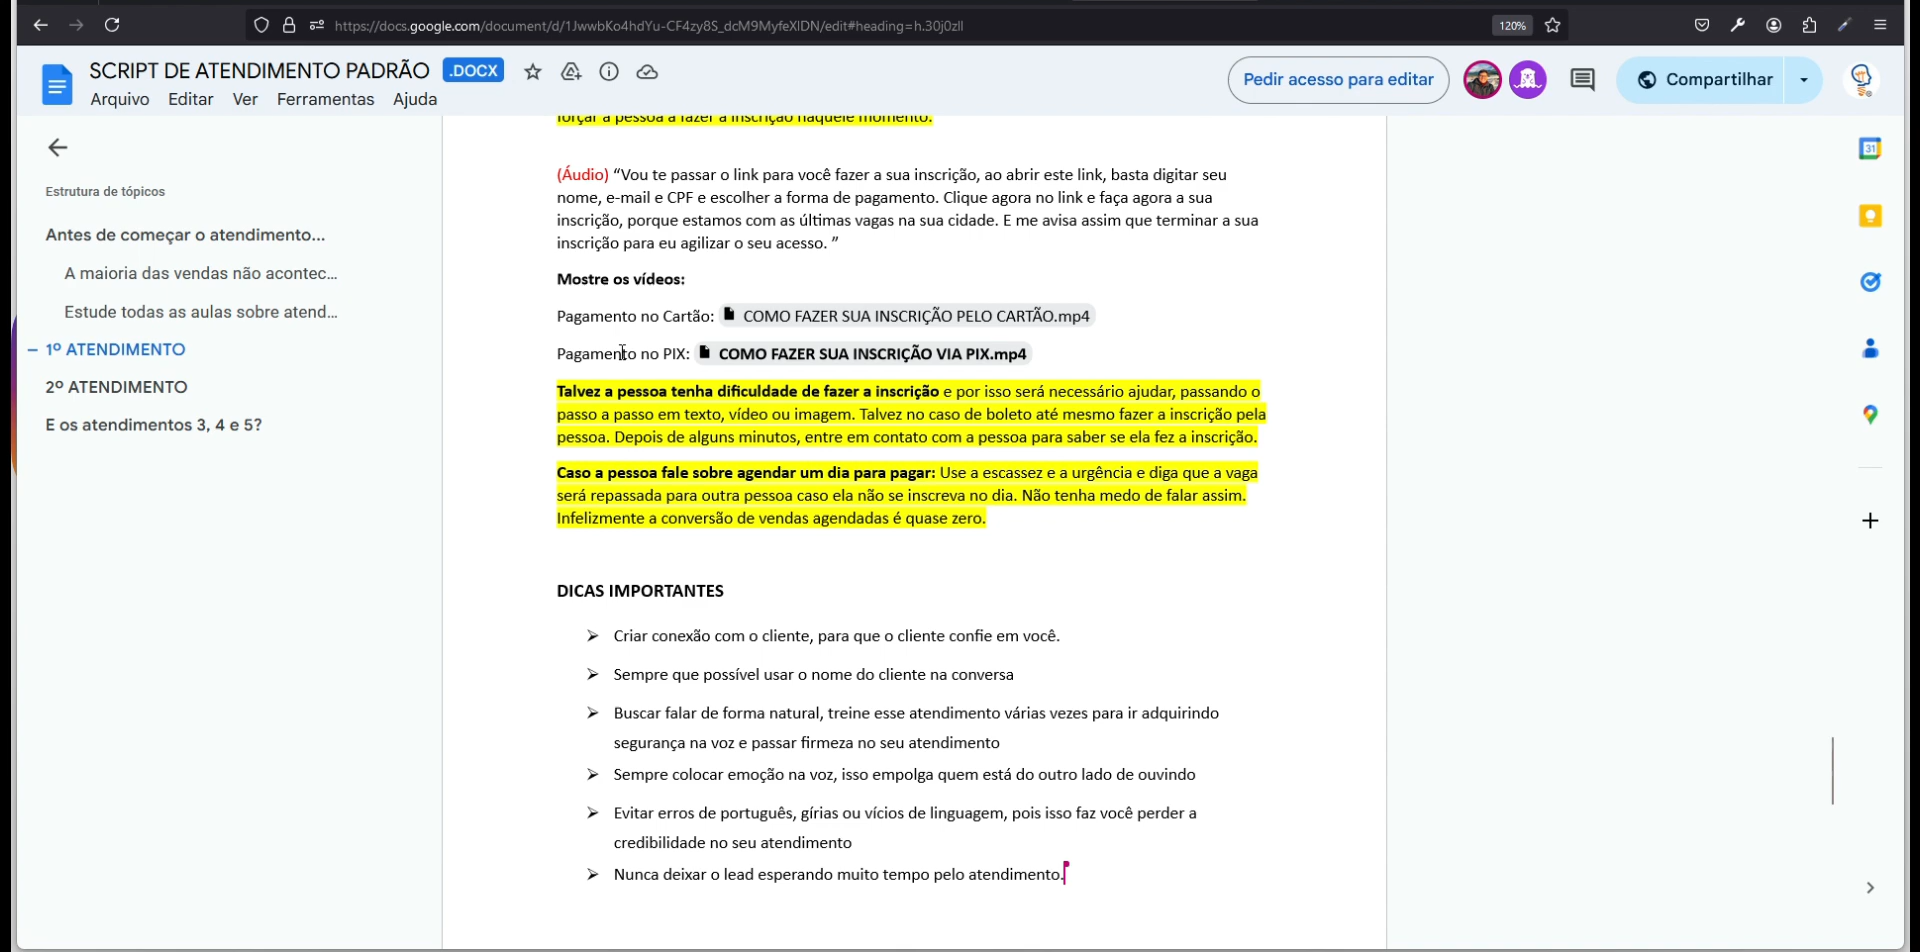 https://docs.google.com/document/d/1JwwbKo4hdYu-CF4zy8S_dcM9MyfeXlDN/edit#heading=h.30j0zll
120%
SCRIPT DE ATENDIMENTO PADRÃO .DOCX
Arquivo Editar Ver Ferramentas Ajuda
Pedir acesso para editar
Compartilhar
Estrutura de tópicos
Antes de começar o atendimento...
A maioria das vendas não acontec...
Estude todas as aulas sobre atend...
1º ATENDIMENTO
2º ATENDIMENTO
E os atendimentos 3, 4 e 5?
forçar a pessoa a fazer a inscrição naquele momento.
(Áudio) “Vou te passar o link para você fazer a sua inscrição, ao abrir este link, basta digitar seu
nome, e-mail e CPF e escolher a forma de pagamento. Clique agora no link e faça agora a sua
inscrição, porque estamos com as últimas vagas na sua cidade. E me avisa assim que terminar a sua
inscrição para eu agilizar o seu acesso. ”
Mostre os vídeos:
Pagamento no Cartão: COMO FAZER SUA INSCRIÇÃO PELO CARTÃO.mp4
Pagamento no PIX: COMO FAZER SUA INSCRIÇÃO VIA PIX.mp4
Talvez a pessoa tenha dificuldade de fazer a inscrição e por isso será necessário ajudar, passando o
passo a passo em texto, vídeo ou imagem. Talvez no caso de boleto até mesmo fazer a inscrição pela
pessoa. Depois de alguns minutos, entre em contato com a pessoa para saber se ela fez a inscrição.
Caso a pessoa fale sobre agendar um dia para pagar: Use a escassez e a urgência e diga que a vaga
será repassada para outra pessoa caso ela não se inscreva no dia. Não tenha medo de falar assim.
Infelizmente a conversão de vendas agendadas é quase zero.
DICAS IMPORTANTES
➢ Criar conexão com o cliente, para que o cliente confie em você.
➢ Sempre que possível usar o nome do cliente na conversa
➢ Buscar falar de forma natural, treine esse atendimento várias vezes para ir adquirindo
segurança na voz e passar firmeza no seu atendimento
➢ Sempre colocar emoção na voz, isso empolga quem está do outro lado de ouvindo
➢ Evitar erros de português, gírias ou vícios de linguagem, pois isso faz você perder a
credibilidade no seu atendimento
➢ Nunca deixar o lead esperando muito tempo pelo atendimento.
31